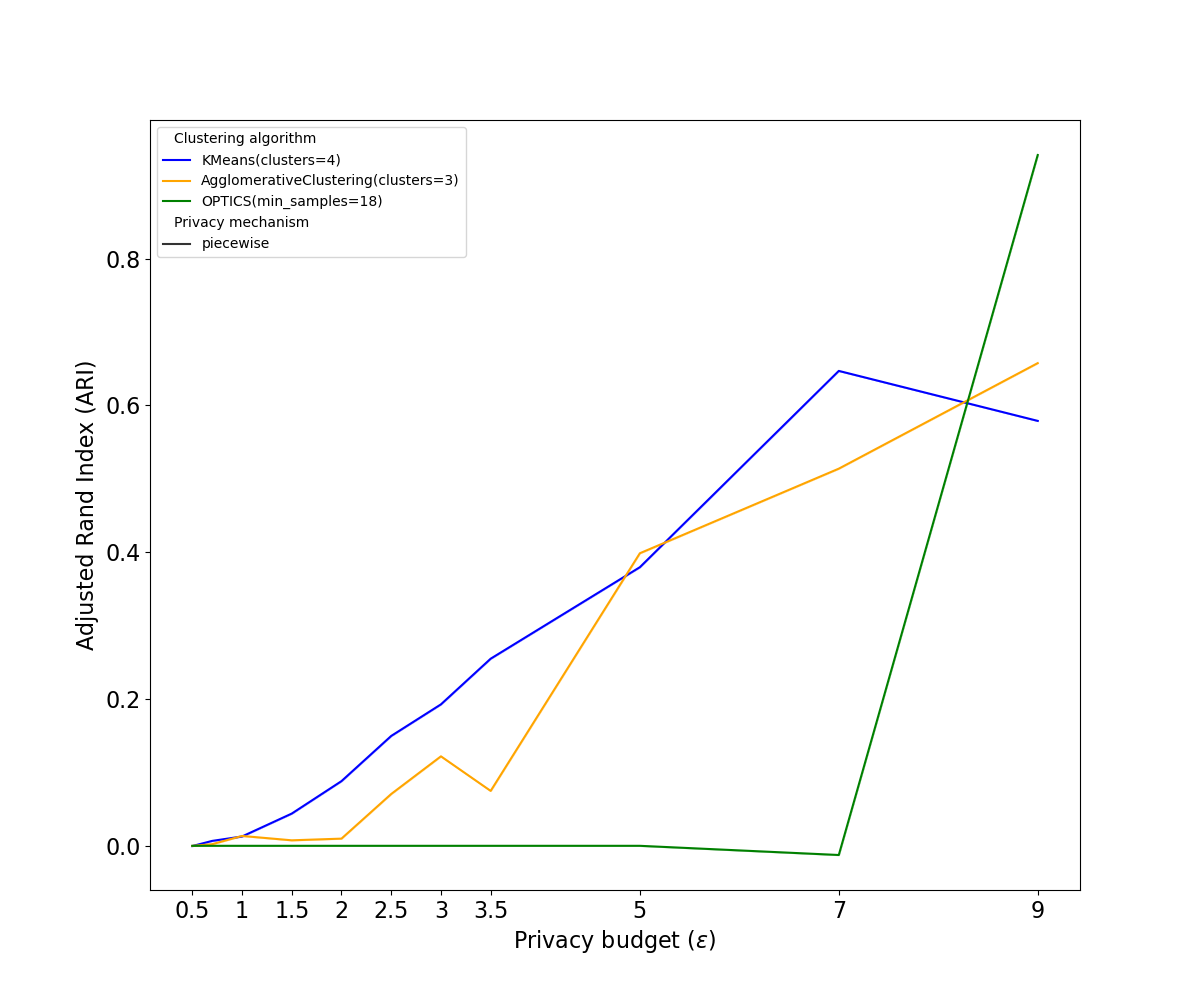 Clustering algorithm
KMeans(clusters=4)
AgglomerativeClustering(clusters=3)
OPTICS(min_samples=18)
Privacy mechanism
piecewise
Adjusted Rand Index (ARI)
0.8
0.6
0.4
0.2
0.0
0.5 1 1.5 2 2.5 3 3.5 5 7 9
Privacy budget (ε)